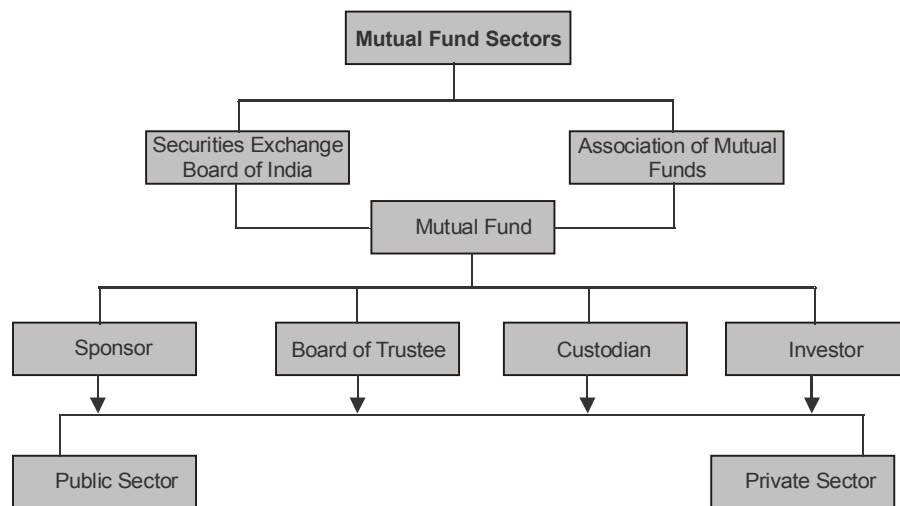 Mutual Fund Sectors
Securities Exchange
Board of India
Association of Mutual
Funds
Mutual Fund
Sponsor
Board of Trustee
Custodian
Investor
Public Sector
Private Sector